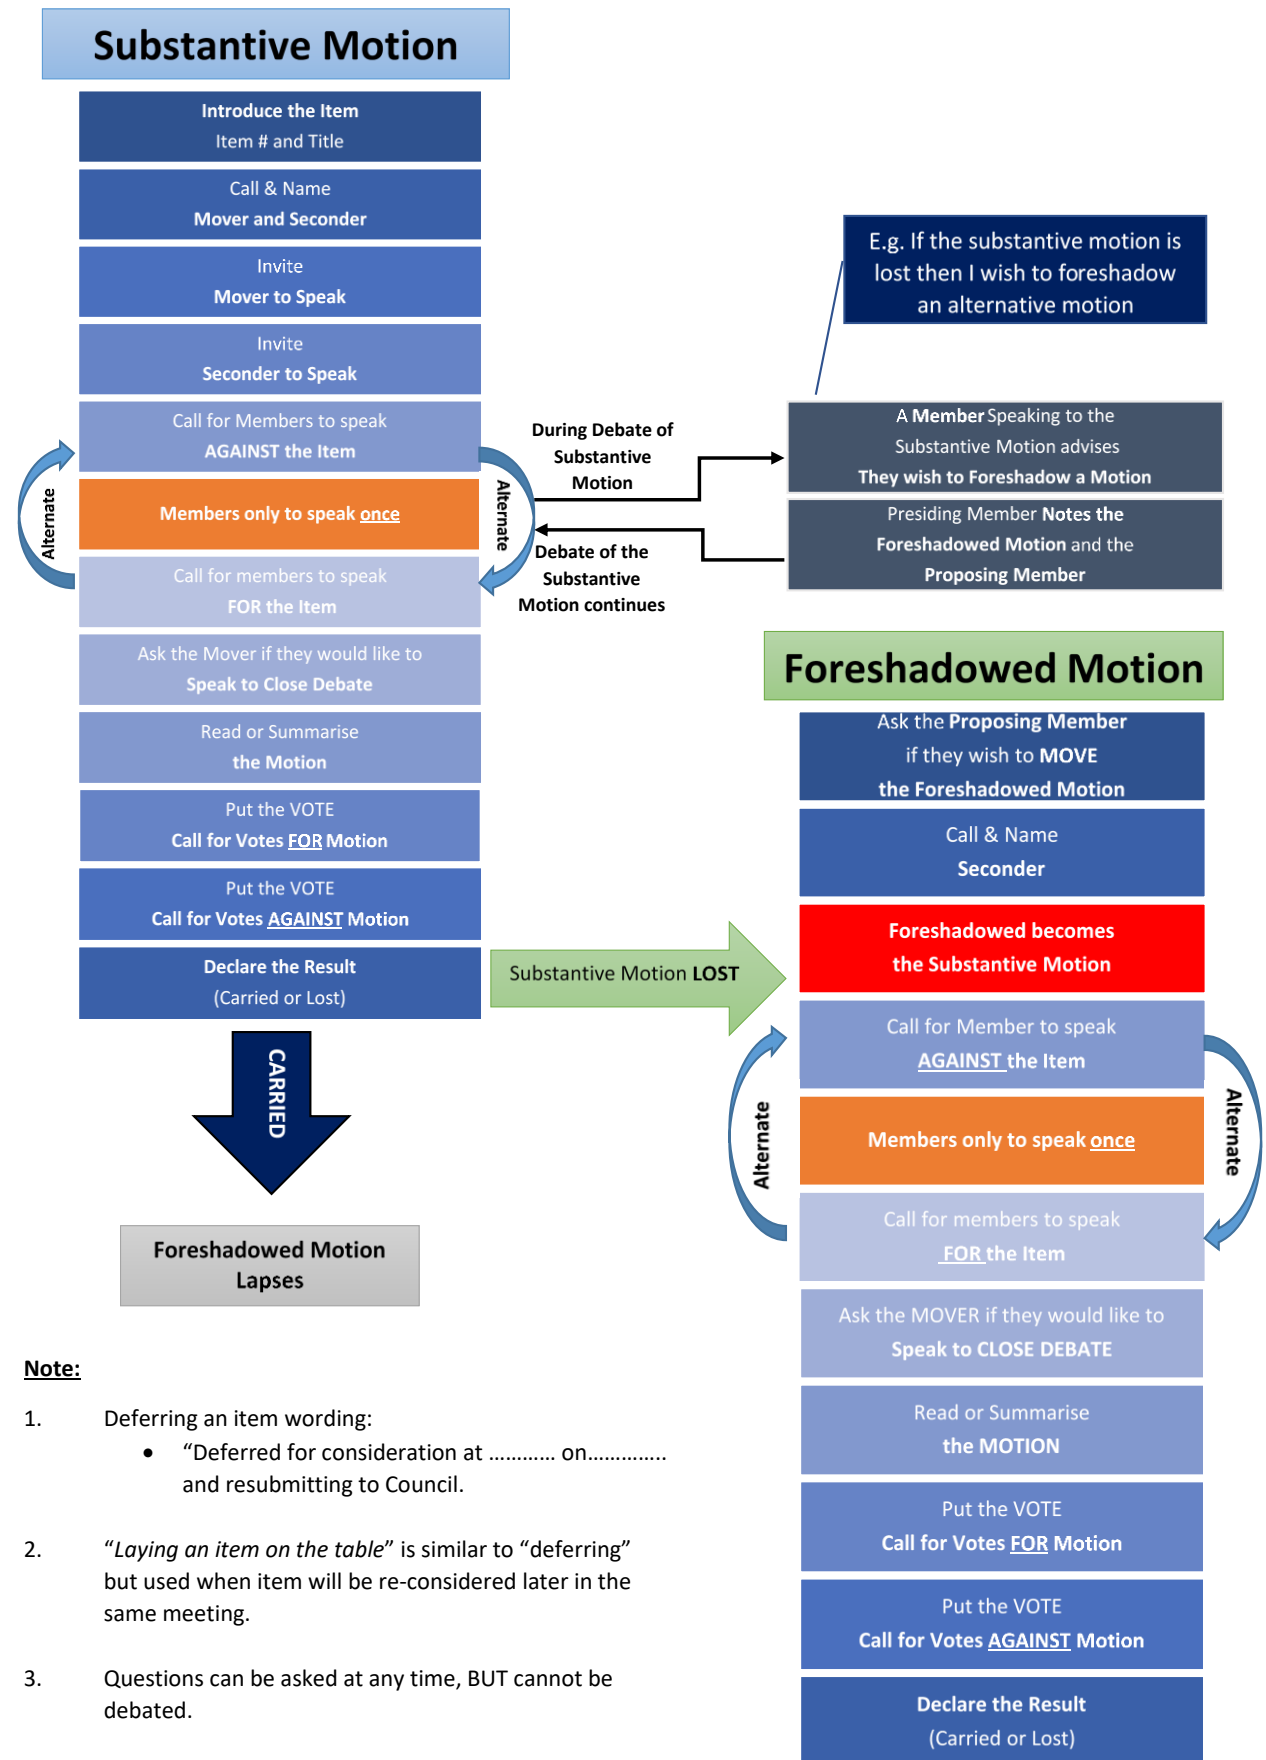 Substantive Motion
Introduce the Item
Item # and Title
Call & Name
Mover and Seconder
Invite
Mover to Speak
Invite
Seconder to Speak
Call for Members to speak
AGAINST the Item
Members only to speak once
Call for members to speak
FOR the Item
Alternate
Alternate
Ask the Mover if they would like to
Speak to Close Debate
Read or Summarise
the Motion
Put the VOTE
Call for Votes FOR Motion
Put the VOTE
Call for Votes AGAINST Motion
Declare the Result
(Carried or Lost)
CARRIED
Foreshadowed Motion
Lapses
During Debate of
Substantive
Motion
Debate of the
Substantive
Motion continues
E.g. If the substantive motion is
lost then I wish to foreshadow
an alternative motion
A Member Speaking to the
Substantive Motion advises
They wish to Foreshadow a Motion
Presiding Member Notes the
Foreshadowed Motion and the
Proposing Member
Substantive Motion LOST
Foreshadowed Motion
Ask the Proposing Member
if they wish to MOVE
the Foreshadowed Motion
Call & Name
Seconder
Foreshadowed becomes
the Substantive Motion
Call for Member to speak
AGAINST the Item
Members only to speak once
Call for members to speak
FOR the Item
Alternate
Alternate
Ask the MOVER if they would like to
Speak to CLOSE DEBATE
Read or Summarise
the MOTION
Put the VOTE
Call for Votes FOR Motion
Put the VOTE
Call for Votes AGAINST Motion
Declare the Result
(Carried or Lost)
Note:
1. Deferring an item wording:
• “Deferred for consideration at ………… on…………..
and resubmitting to Council.
2. “Laying an item on the table” is similar to “deferring”
but used when item will be re-considered later in the
same meeting.
3. Questions can be asked at any time, BUT cannot be
debated.